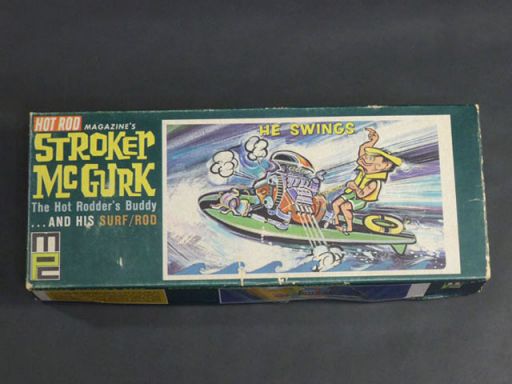 HOT ROD MAGAZINE'S
STROKER
McGURK
The Hot Rodder's Buddy
...AND HIS SURF/ROD
mpc
HE SWINGS